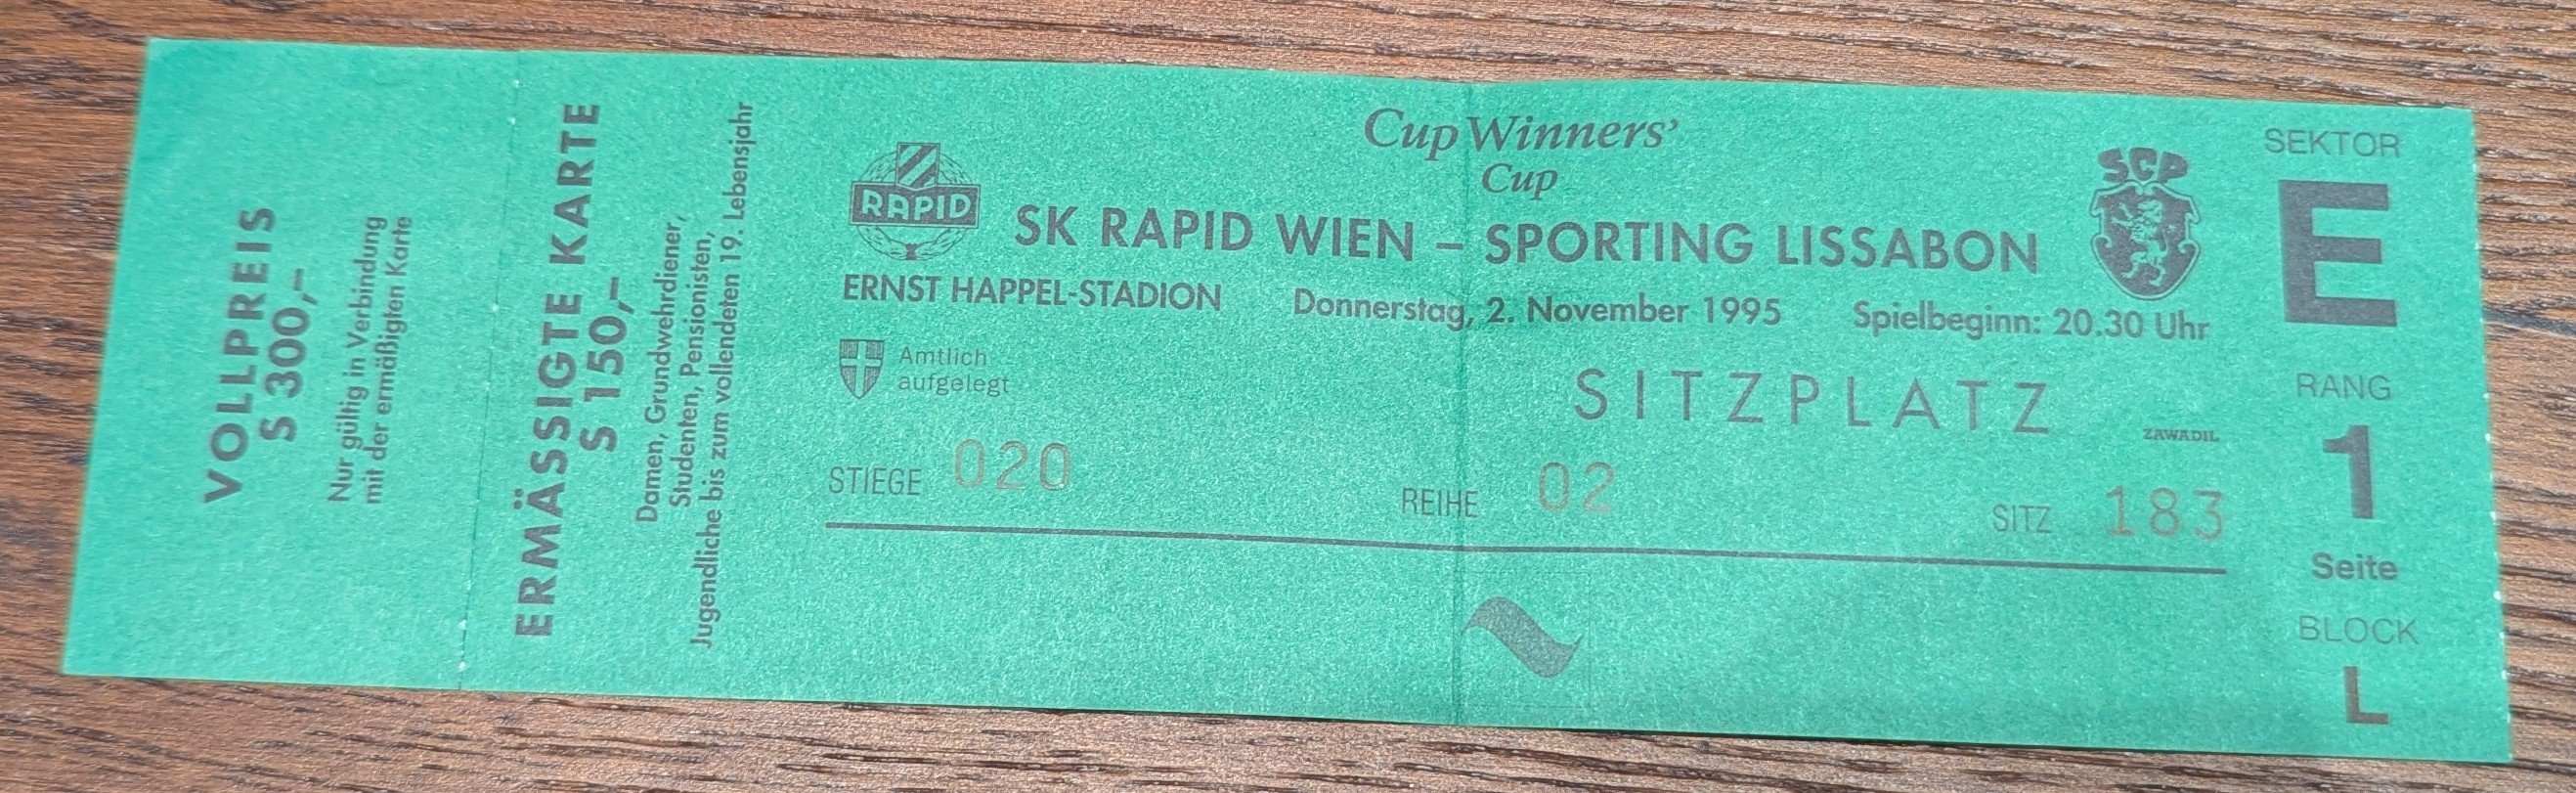 VOLLPREIS
S 300,–
Nur gültig in Verbindung
mit der ermäßigten Karte
ERMÄSSIGTE KARTE
S 150,–
Damen, Grundwehrdiener,
Studenten, Pensionisten,
Jugendliche bis zum vollendeten 19. Lebensjahr
Cup Winners'
Cup
RAPID
SCP
SK RAPID WIEN – SPORTING LISSABON
ERNST HAPPEL-STADION Donnerstag, 2. November 1995 Spielbeginn: 20.30 Uhr
Amtlich
aufgelegt
SITZPLATZ
ZAWADIL
STIEGE 020 REIHE 02 SITZ 183
SEKTOR
E
RANG
1
Seite
BLOCK
L